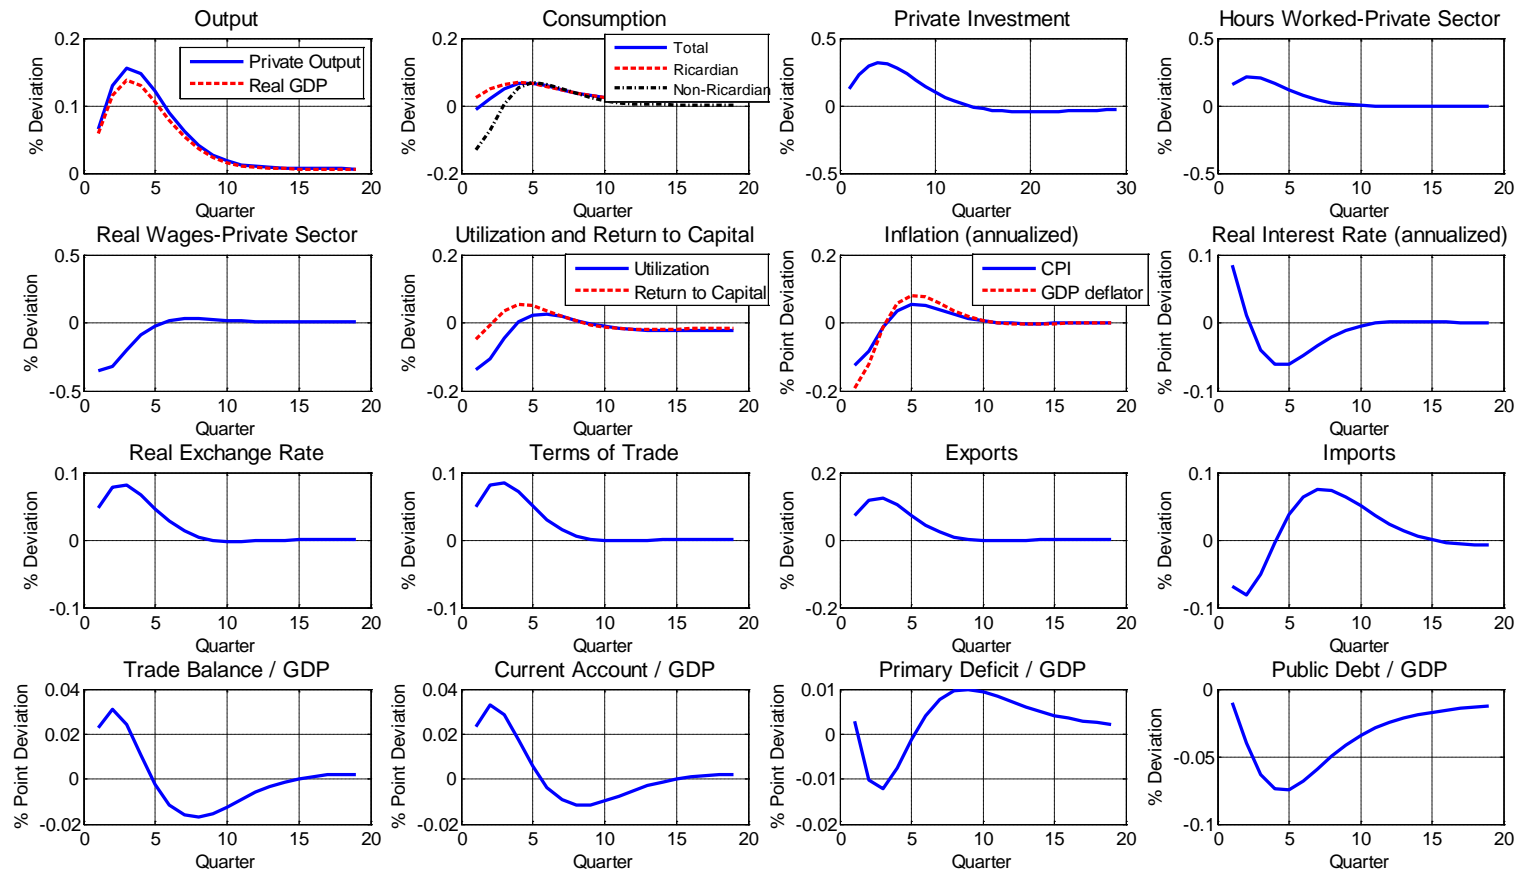 Output
0.2
0.1
0
% Deviation
Private Output
Real GDP
0 5 10 15 20
Quarter
Consumption
0.2
0
-0.2
% Deviation
Total
Ricardian
Non-Ricardian
0 5 10 15 20
Quarter
Private Investment
0.5
0
-0.5
% Deviation
0 10 20 30
Quarter
Hours Worked-Private Sector
0.5
0
-0.5
% Deviation
0 5 10 15 20
Quarter
Real Wages-Private Sector
0.5
0
-0.5
% Deviation
0 5 10 15 20
Quarter
Utilization and Return to Capital
0.2
0
-0.2
% Deviation
Utilization
Return to Capital
0 5 10 15 20
Quarter
Inflation (annualized)
0.2
0
-0.2
% Point Deviation
CPI
GDP deflator
0 5 10 15 20
Quarter
Real Interest Rate (annualized)
0.1
0
-0.1
% Point Deviation
0 5 10 15 20
Quarter
Real Exchange Rate
0.1
0
-0.1
% Deviation
0 5 10 15 20
Quarter
Terms of Trade
0.1
0
-0.1
% Deviation
0 5 10 15 20
Quarter
Exports
0.2
0
-0.2
% Deviation
0 5 10 15 20
Quarter
Imports
0.1
0
-0.1
% Deviation
0 5 10 15 20
Quarter
Trade Balance / GDP
0.04
0.02
0
-0.02
% Point Deviation
0 5 10 15 20
Quarter
Current Account / GDP
0.04
0.02
0
-0.02
% Point Deviation
0 5 10 15 20
Quarter
Primary Deficit / GDP
0.01
0
-0.01
-0.02
% Point Deviation
0 5 10 15 20
Quarter
Public Debt / GDP
0
-0.05
-0.1
% Deviation
0 5 10 15 20
Quarter